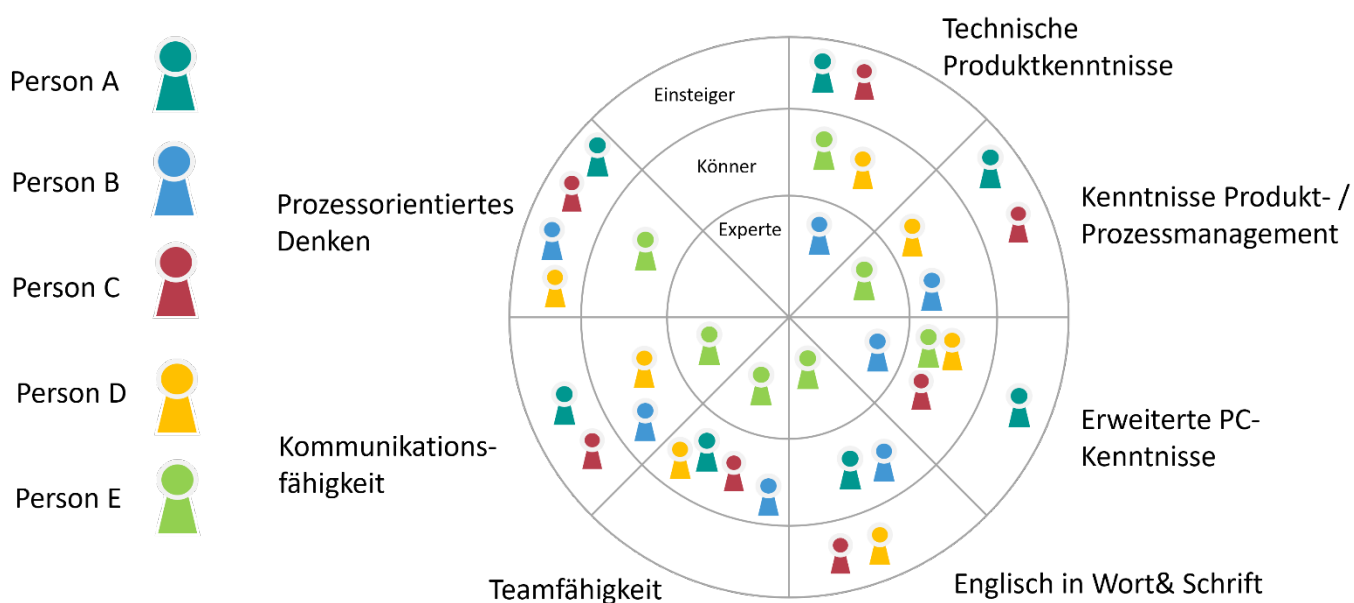 Person A
Person B
Person C
Person D
Person E
Einsteiger
Könner
Experte
Technische
Produktkenntnisse
Kenntnisse Produkt- /
Prozessmanagement
Erweiterte PC-
Kenntnisse
Englisch in Wort& Schrift
Teamfähigkeit
Kommunikations-
fähigkeit
Prozessorientiertes
Denken